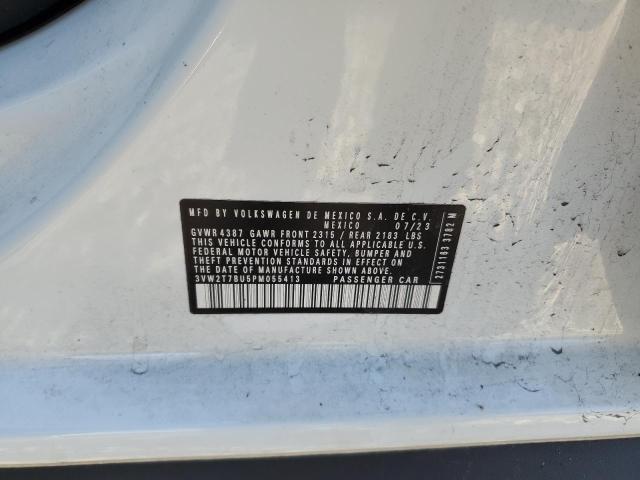 MFD BY VOLKSWAGEN DE MEXICO S.A. DE C.V.
MEXICO 07/23
GVWR 4387 GAWR FRONT 2315 / REAR 2183 LBS
THIS VEHICLE CONFORMS TO ALL APPLICABLE U.S.
FEDERAL MOTOR VEHICLE SAFETY, BUMPER AND
THEFT PREVENTION STANDARDS IN EFFECT ON THE
DATE OF MANUFACTURE SHOWN ABOVE
3VW2T7BU5PM055413 PASSENGER CAR